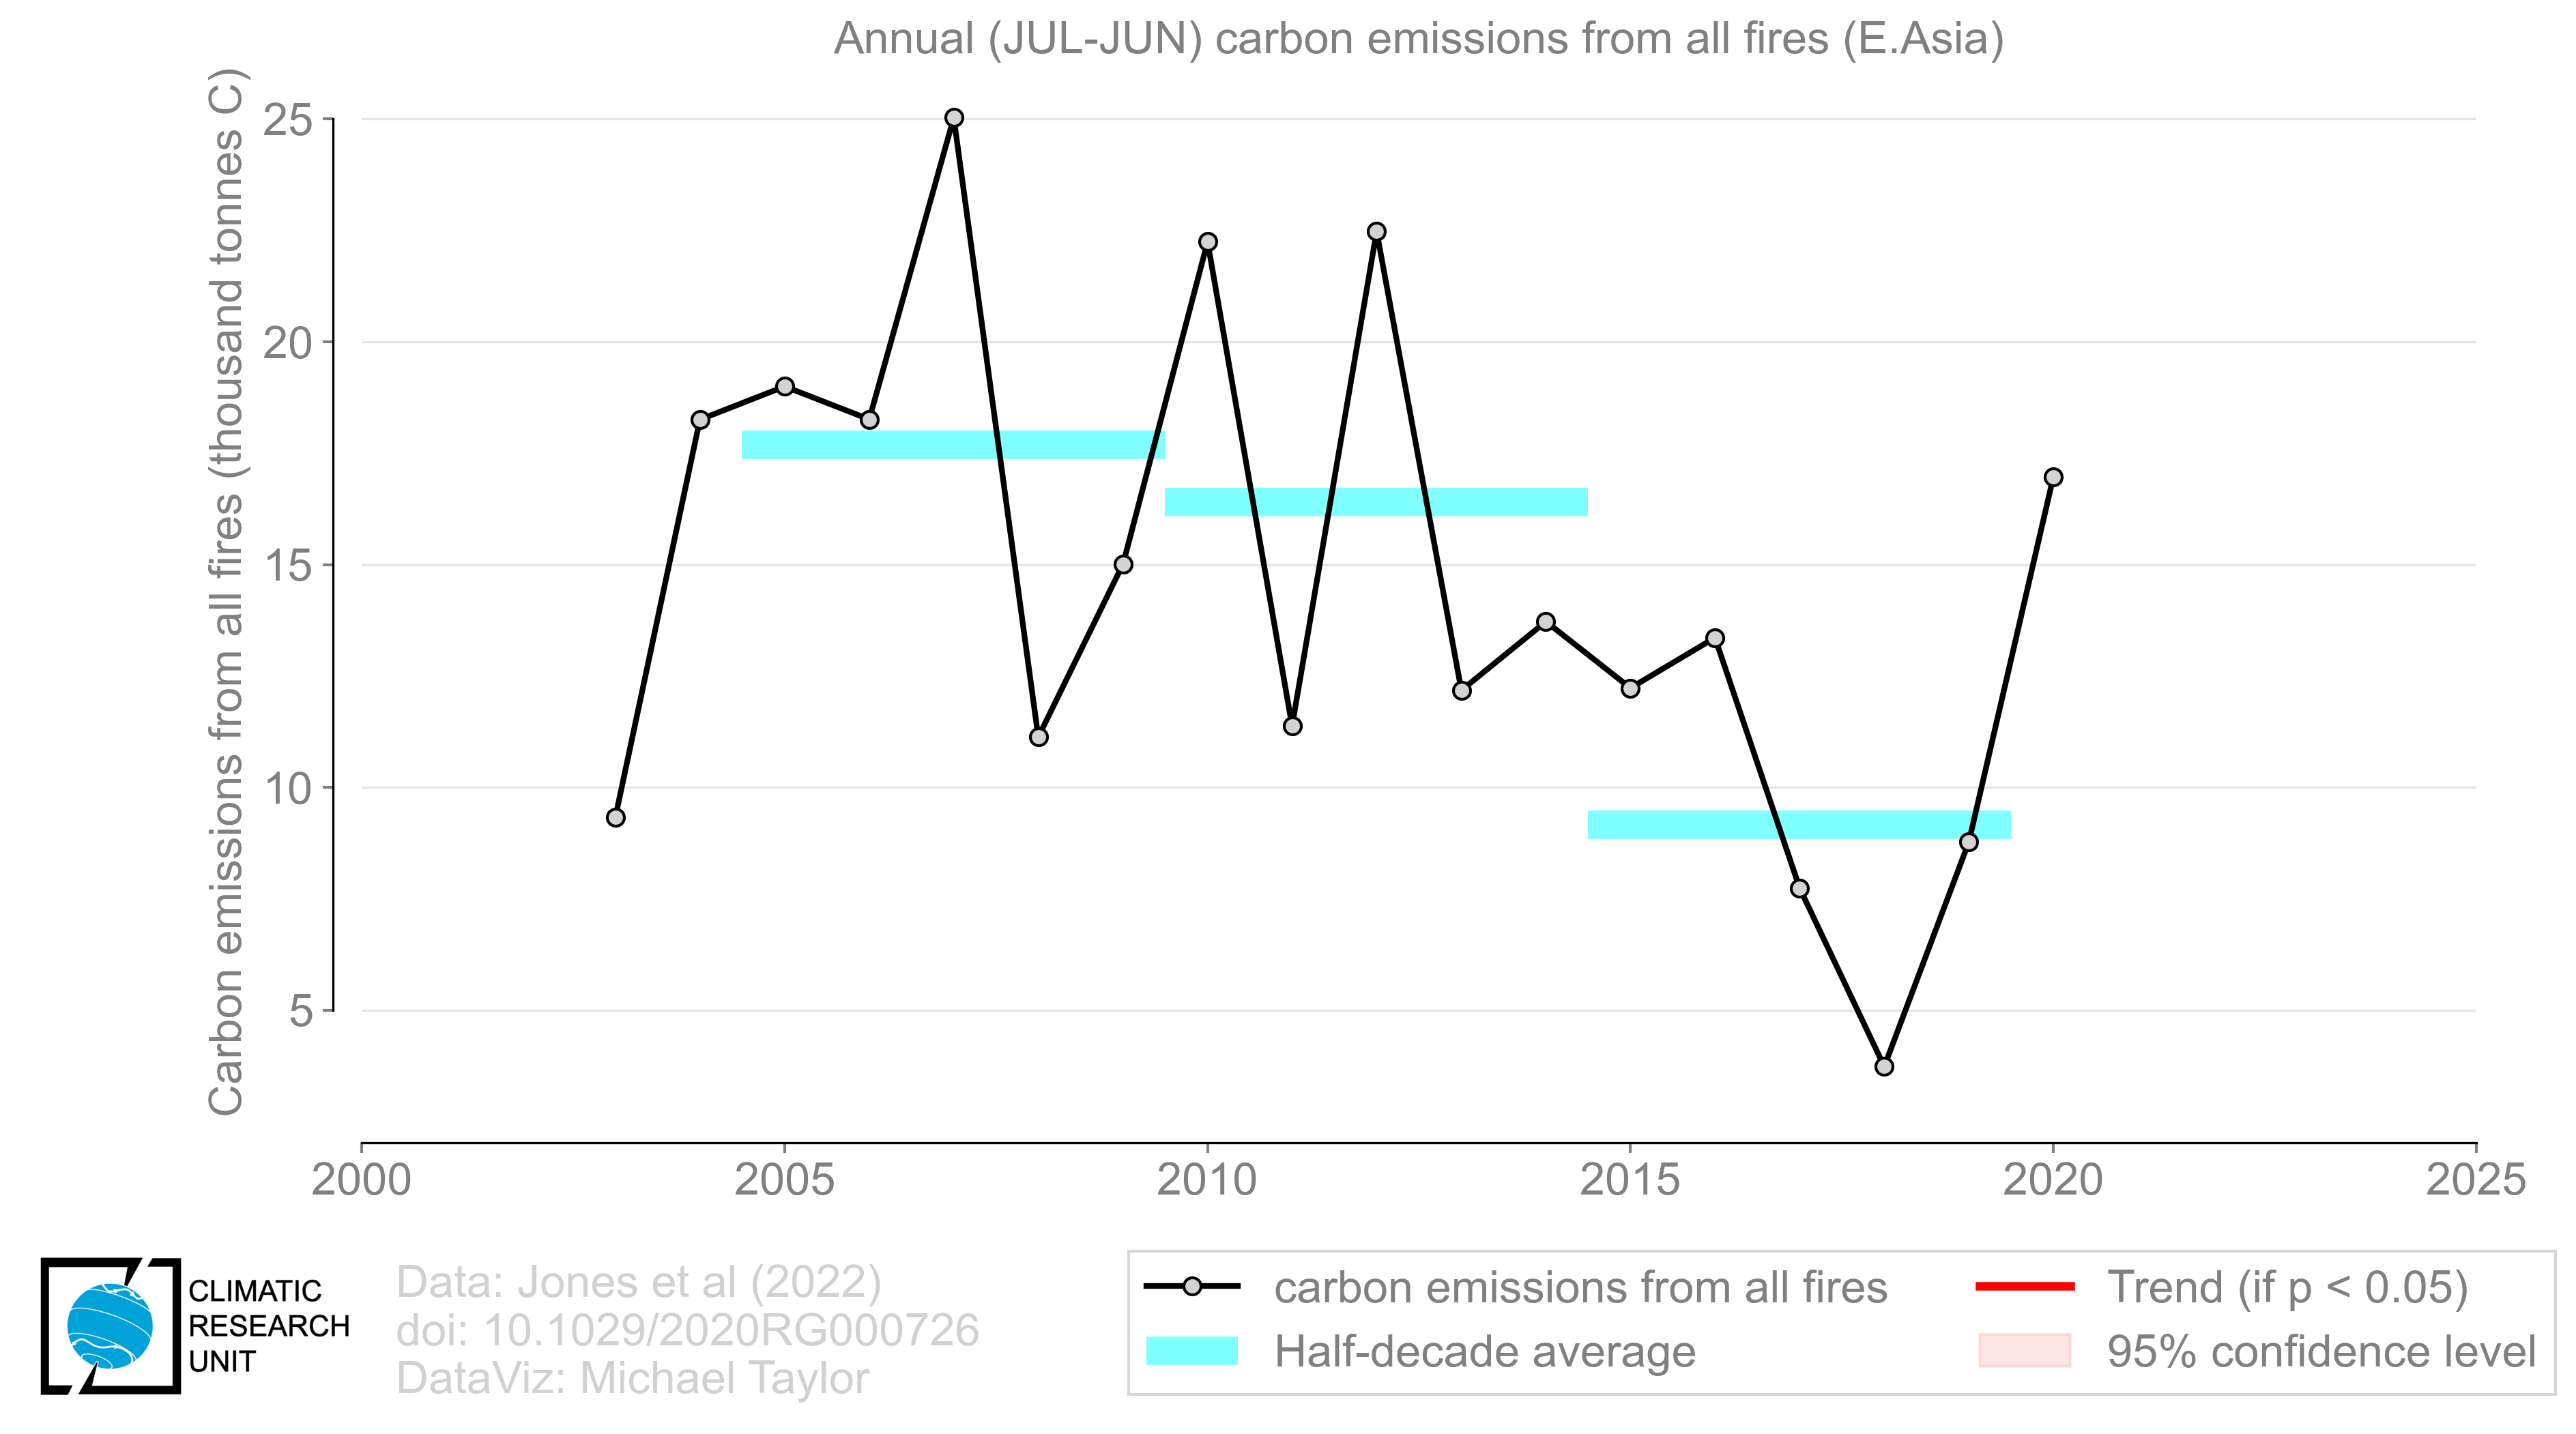 Annual (JUL-JUN) carbon emissions from all fires (E.Asia)
Carbon emissions from all fires (thousand tonnes C)
25
20
15
10
5
2000 2005 2010 2015 2020 2025
CLIMATIC
RESEARCH
UNIT
Data: Jones et al (2022)
doi: 10.1029/2020RG000726
DataViz: Michael Taylor
carbon emissions from all fires
Half-decade average
Trend (if p < 0.05)
95% confidence level